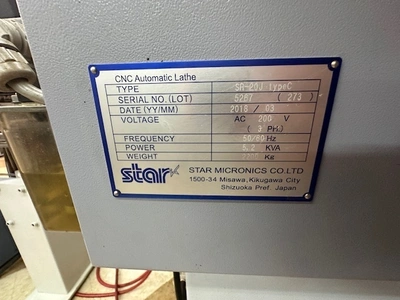 CNC Automatic Lathe
TYPE SR-20J TypeC
SERIAL NO.(LOT) ( 273 )
DATE (YY/MM) 2018 / 03
VOLTAGE AC 200 V
( 3 PH.)
FREQUENCY 50/60 Hz
POWER KVA
WEIGHT Kg
star STAR MICRONICS CO.LTD
1500-34 Misawa, Kikugawa City
Shizuoka Pref. Japan